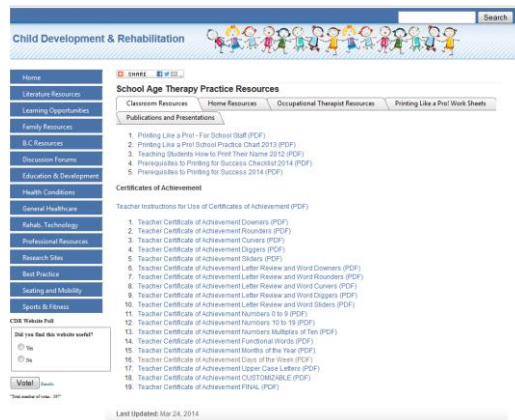 Search
Child Development & Rehabilitation
Home
Literature Resources
Learning Opportunities
Family Resources
B.C Resources
Discussion Forums
Education & Development
Health Conditions
General Healthcare
Rehab. Technology
Professional Resources
Research Sites
Best Practice
Seating and Mobility
Sports & Fitness
CDR Website Poll
Did you find this website useful?
Yes
No
Vote!
SHARE
School Age Therapy Practice Resources
Classroom Resources Home Resources Occupational Therapist Resources Printing Like a Pro! Work Sheets
Publications and Presentations
1. Printing Like a Pro! - For School Staff (PDF)
2. Printing Like a Pro! School Practice Chart 2013 (PDF)
3. Teaching Students How to Print Their Name 2012 (PDF)
4. Prerequisites to Printing for Success Checklist 2014 (PDF)
5. Prerequisites to Printing for Success 2014 (PDF)
Certificates of Achievement
Teacher Instructions for Use of Certificates of Achievement (PDF)
1. Teacher Certificate of Achievement Downers (PDF)
2. Teacher Certificate of Achievement Rounders (PDF)
3. Teacher Certificate of Achievement Curvers (PDF)
4. Teacher Certificate of Achievement Diggers (PDF)
5. Teacher Certificate of Achievement Sliders (PDF)
6. Teacher Certificate of Achievement Letter Review and Word Downers (PDF)
7. Teacher Certificate of Achievement Letter Review and Word Rounders (PDF)
8. Teacher Certificate of Achievement Letter Review and Word Curvers (PDF)
9. Teacher Certificate of Achievement Letter Review and Word Diggers (PDF)
10. Teacher Certificate of Achievement Letter Review and Word Sliders (PDF)
11. Teacher Certificate of Achievement Numbers 0 to 9 (PDF)
12. Teacher Certificate of Achievement Numbers 10 to 19 (PDF)
13. Teacher Certificate of Achievement Numbers Multiples of Ten (PDF)
14. Teacher Certificate of Achievement Functional Words (PDF)
15. Teacher Certificate of Achievement Months of the Year (PDF)
16. Teacher Certificate of Achievement Days of the Week (PDF)
17. Teacher Certificate of Achievement Upper Case Letters (PDF)
18. Teacher Certificate of Achievement CUSTOMIZABLE (PDF)
19. Teacher Certificate of Achievement FINAL (PDF)
Last Updated: Mar 24, 2014